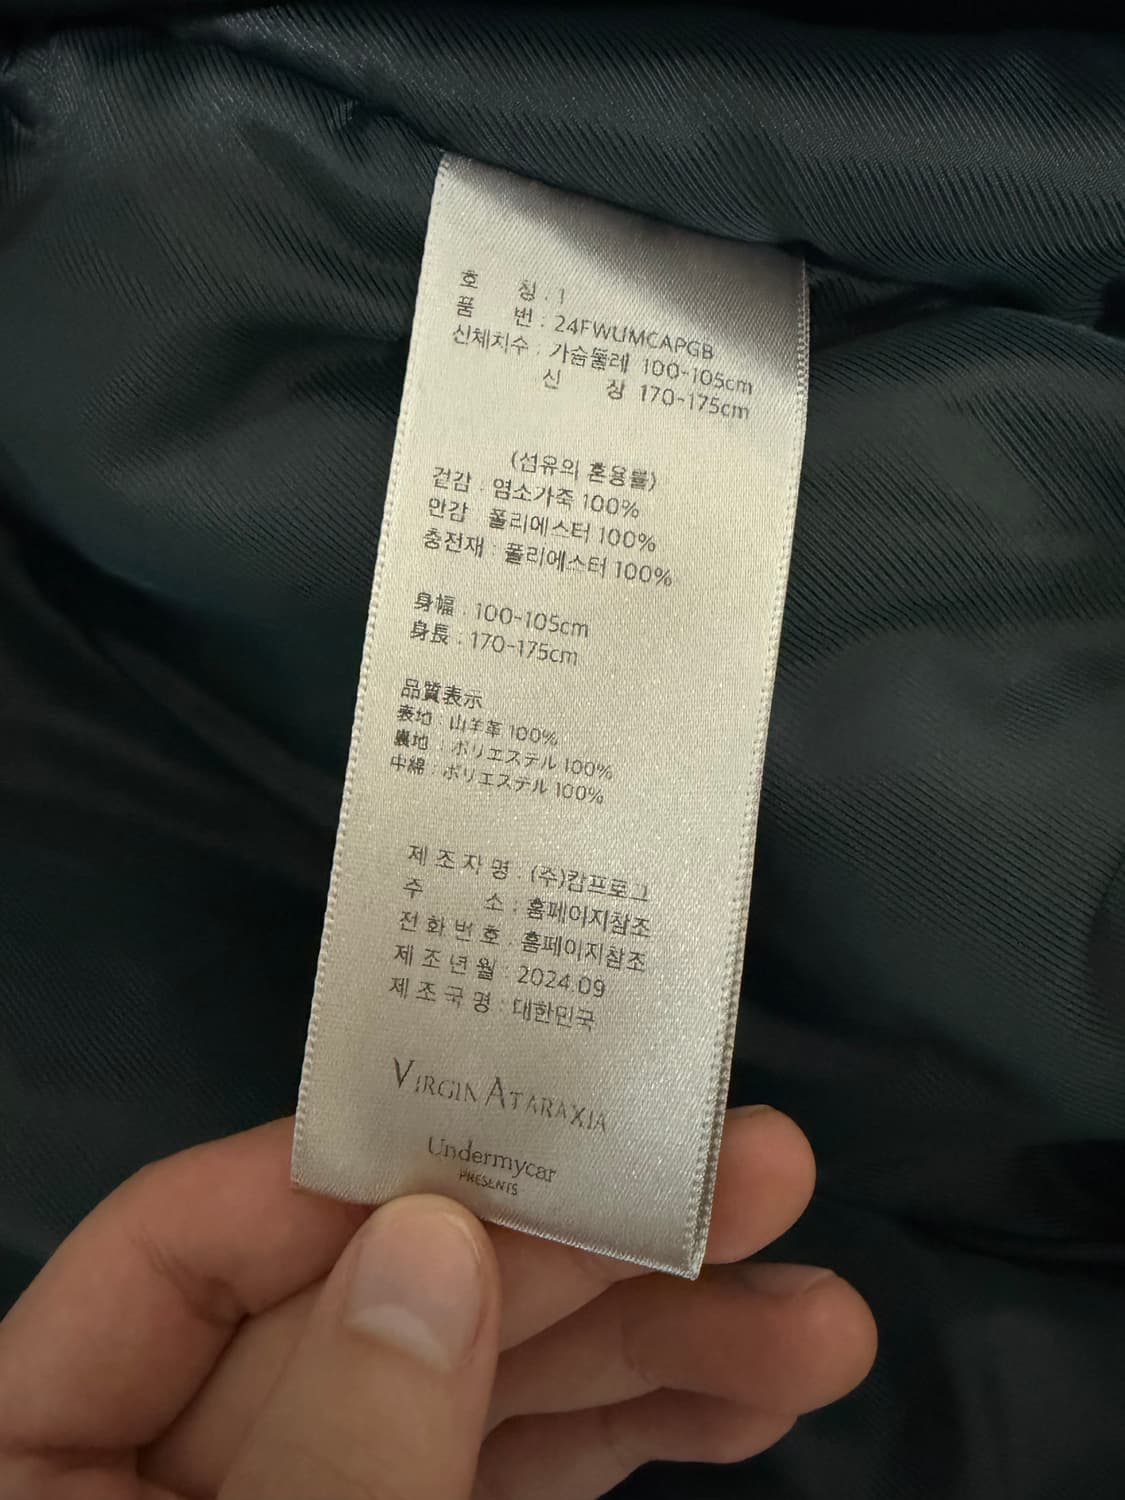 호 칭 : 1
품 번 : 24FWUMCAPGB
신체치수 : 가슴둘레 100-105cm
신 장 170-175cm
(섬유의 혼용률)
겉감 : 염소가죽 100%
안감 : 폴리에스터 100%
충전재 : 폴리에스터 100%
身幅 : 100-105cm
身長 : 170-175cm
品質表示
表地 : 山羊革 100%
裏地 : ポリエステル 100%
中綿 : ポリエステル 100%
제 조 자 명 : (주)캄프로그
주 소 : 홈페이지참조
전 화 번 호 : 홈페이지참조
제 조 년 월 : 2024.09
제 조 국 명 : 대한민국
VIRGIN ATARAXIA
Undermycar
PRESENTS